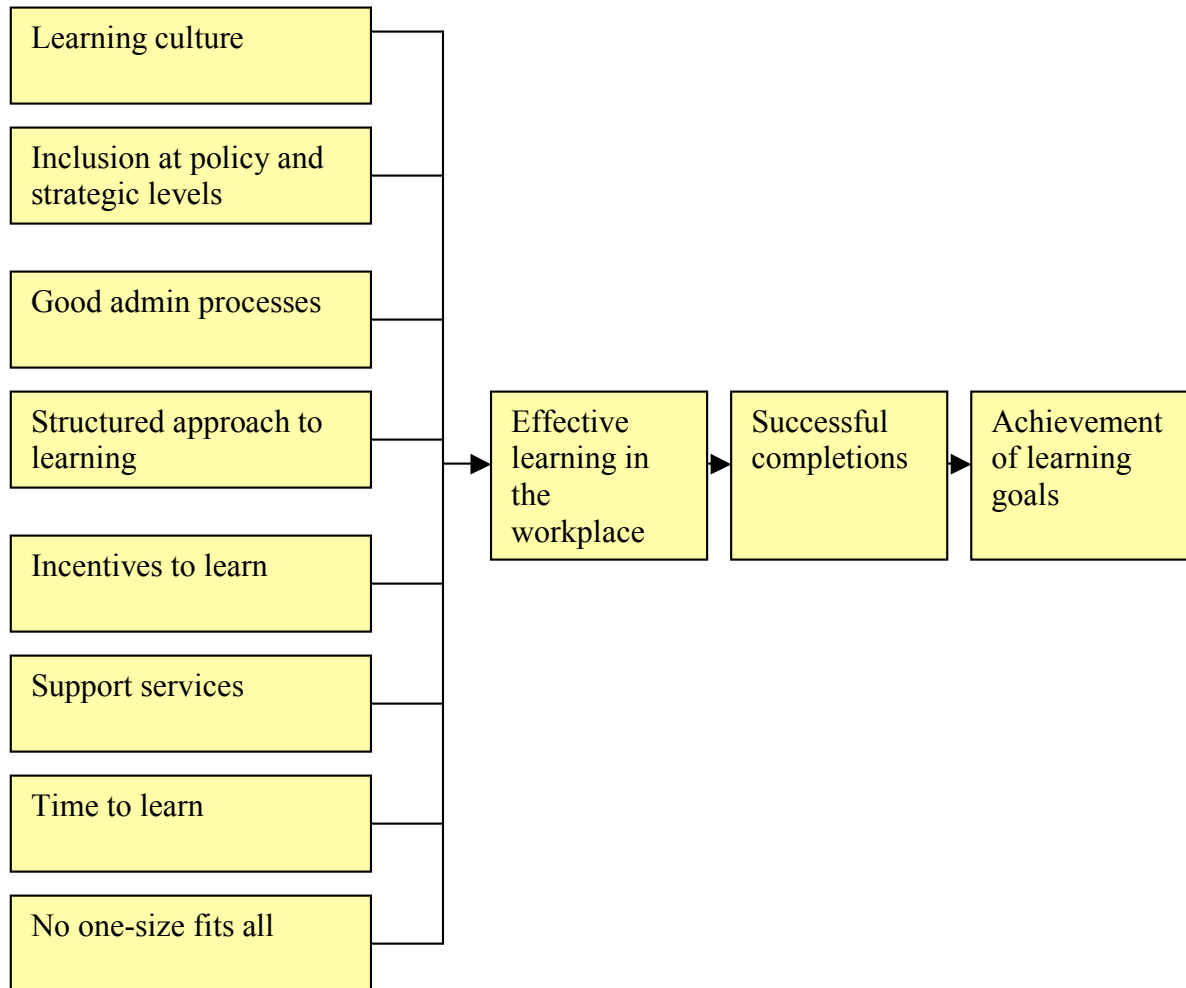 Learning culture
Inclusion at policy and
strategic levels
Good admin processes
Structured approach to
learning
Incentives to learn
Support services
Time to learn
No one-size fits all
Effective
learning in
the
workplace
Successful
completions
Achievement
of learning
goals